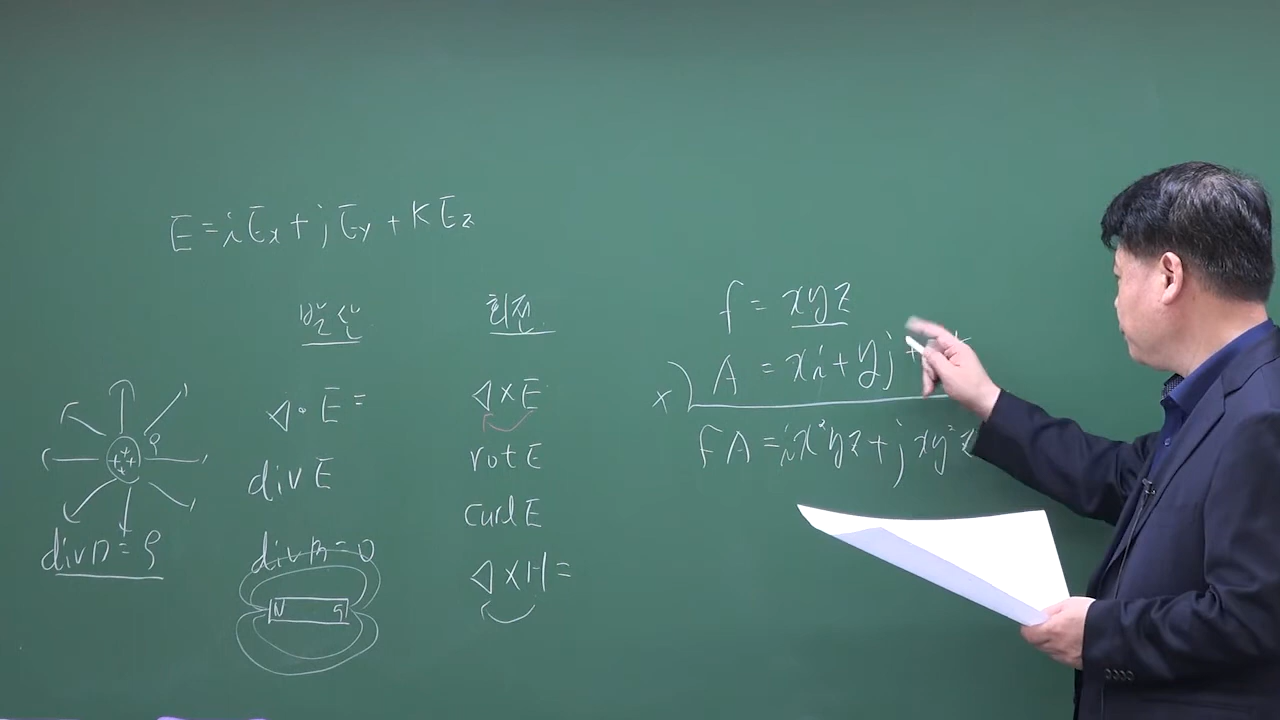 E = iEx + jEy + kEz
발산
∇·E =
div E
div D = ρ
ρ
+ + + +
div B = 0
N S
회전
∇×E
rot E
curl E
∇×H =
f = xyz
×) A = xi + yj +
fA = ix²yz + jxy²z